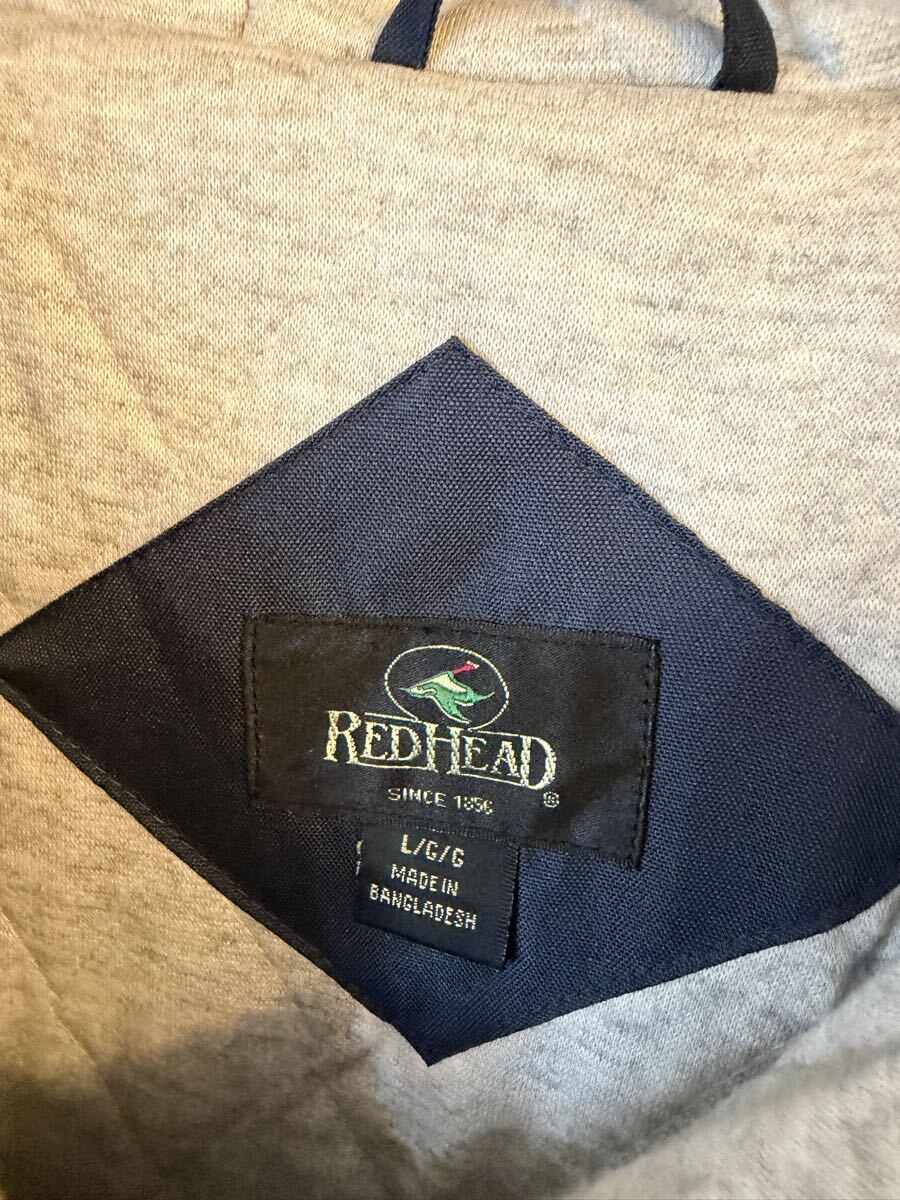 REDHEAD
®
SINCE 1856
L/G/G
MADE IN
BANGLADESH